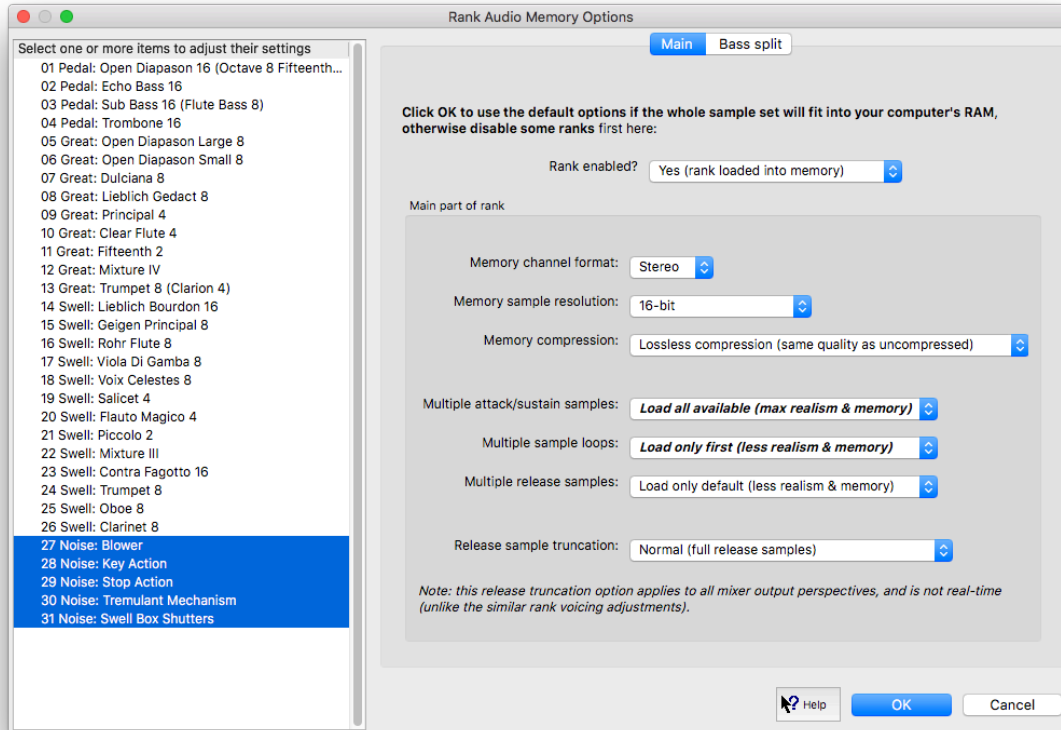 Rank Audio Memory Options
Select one or more items to adjust their settings
01 Pedal: Open Diapason 16 (Octave 8 Fifteenth...
02 Pedal: Echo Bass 16
03 Pedal: Sub Bass 16 (Flute Bass 8)
04 Pedal: Trombone 16
05 Great: Open Diapason Large 8
06 Great: Open Diapason Small 8
07 Great: Dulciana 8
08 Great: Lieblich Gedact 8
09 Great: Principal 4
10 Great: Clear Flute 4
11 Great: Fifteenth 2
12 Great: Mixture IV
13 Great: Trumpet 8 (Clarion 4)
14 Swell: Lieblich Bourdon 16
15 Swell: Geigen Principal 8
16 Swell: Rohr Flute 8
17 Swell: Viola Di Gamba 8
18 Swell: Voix Celestes 8
19 Swell: Salicet 4
20 Swell: Flauto Magico 4
21 Swell: Piccolo 2
22 Swell: Mixture III
23 Swell: Contra Fagotto 16
24 Swell: Trumpet 8
25 Swell: Oboe 8
26 Swell: Clarinet 8
27 Noise: Blower
28 Noise: Key Action
29 Noise: Stop Action
30 Noise: Tremulant Mechanism
31 Noise: Swell Box Shutters
Main Bass split
Click OK to use the default options if the whole sample set will fit into your computer's RAM,
otherwise disable some ranks first here:
Rank enabled? Yes (rank loaded into memory)
Main part of rank
Memory channel format: Stereo
Memory sample resolution: 16-bit
Memory compression: Lossless compression (same quality as uncompressed)
Multiple attack/sustain samples: Load all available (max realism & memory)
Multiple sample loops: Load only first (less realism & memory)
Multiple release samples: Load only default (less realism & memory)
Release sample truncation: Normal (full release samples)
Note: this release truncation option applies to all mixer output perspectives, and is not real-time
(unlike the similar rank voicing adjustments).
Help OK Cancel